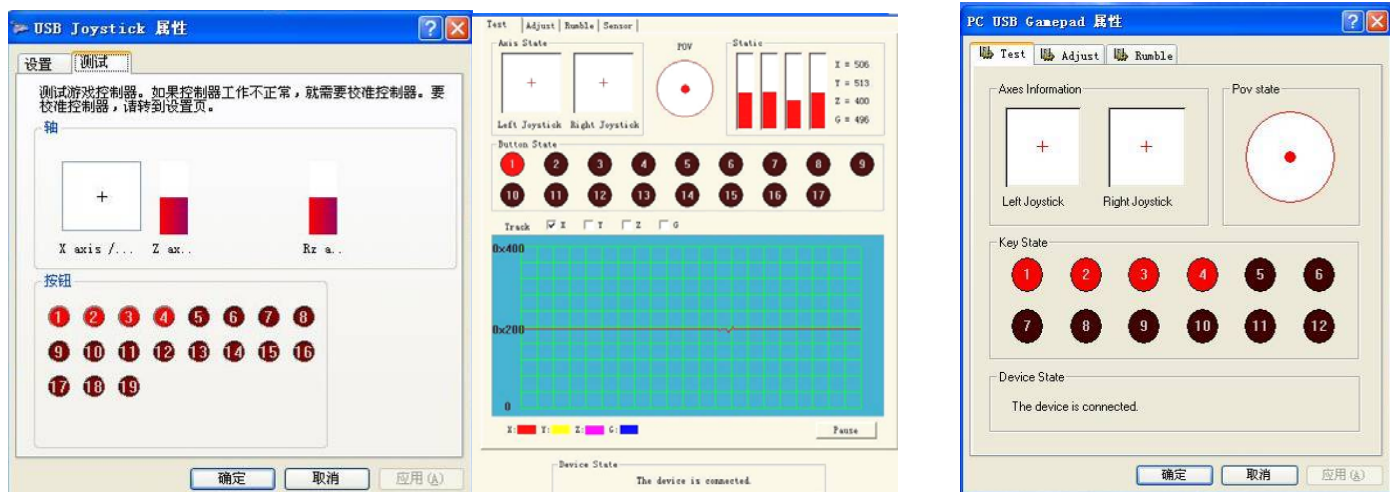 USB Joystick 属性
设置 测试
测试游戏控制器。如果控制器工作不正常，就需要校准控制器。要
校准控制器，请转到设置页。
轴
X axis /... Z ax.. Rz a..
按钮
1 2 3 4 5 6 7 8
9 10 11 12 13 14 15 16
17 18 19
确定 取消 应用(A)
Test Adjust Rumble Sensor
Axis State POV Static
X = 506
Y = 513
Z = 400
G = 496
Left Joystick Right Joystick
Button State
1 2 3 4 5 6 7 8 9
10 11 12 13 14 15 16 17
Track X Y Z G
0x400
0x200
0
X: Y: Z: G: Pause
Device State
The device is connected.
PC USB Gamepad 属性
Test Adjust Rumble
Axes Information Pov state
Left Joystick Right Joystick
Key State
1 2 3 4 5 6
7 8 9 10 11 12
Device State
The device is connected.
确定 取消 应用(A)